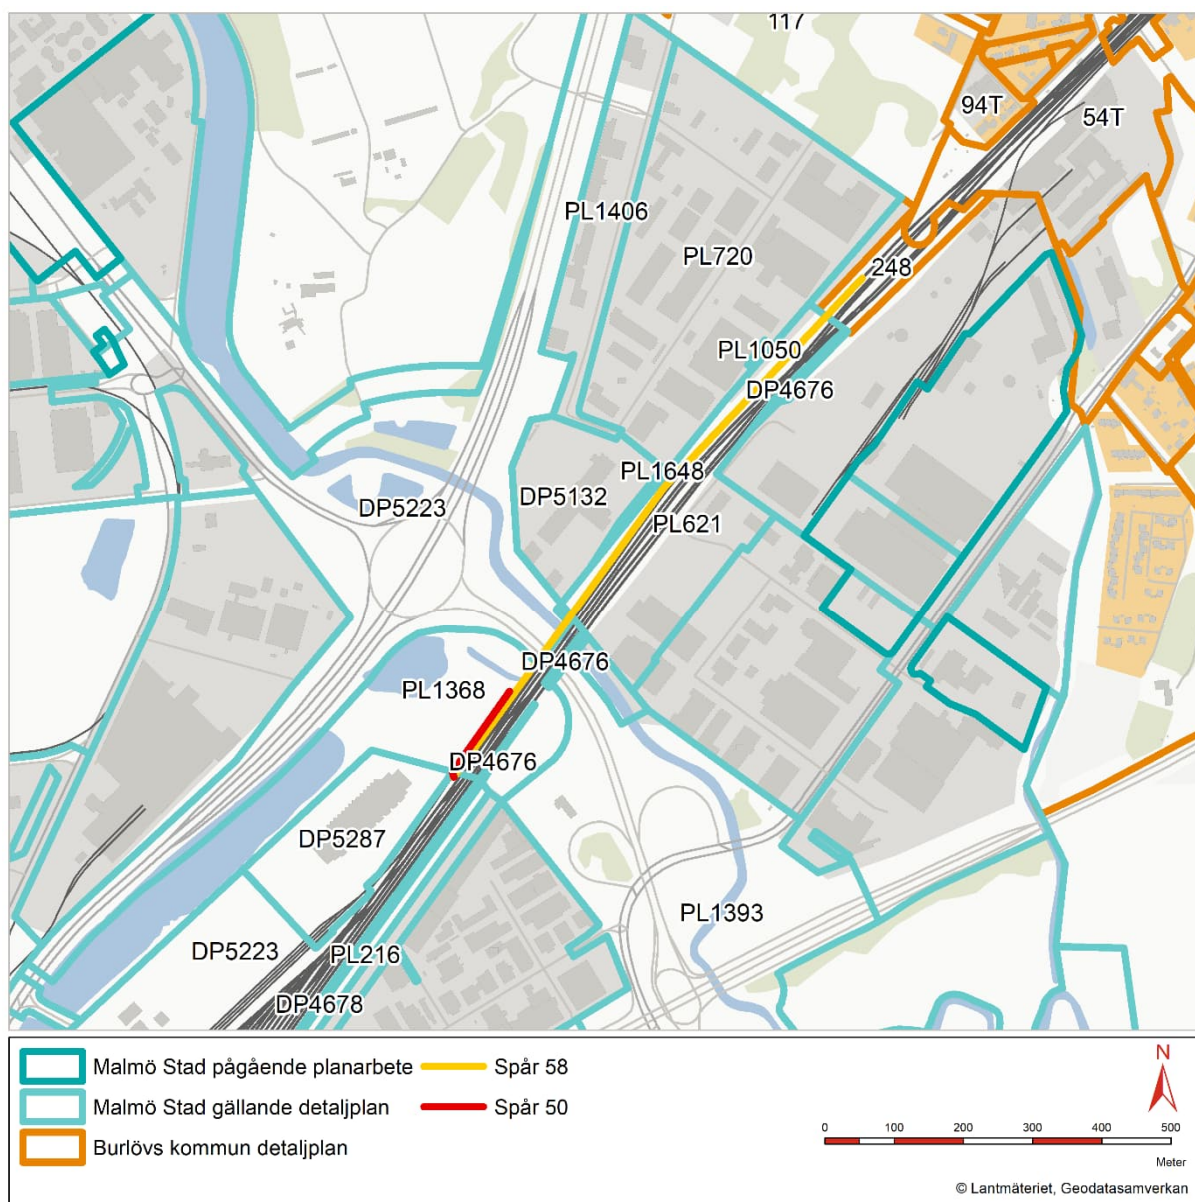 117
94T
54T
PL1406
PL720
248
PL1050
DP4676
PL1648
DP5132
DP5223
PL621
DP4676
PL1368
DP4676
DP5287
PL1393
DP5223
PL216
DP4678
Malmö Stad pågående planarbete
Spår 58
Malmö Stad gällande detaljplan
Spår 50
Burlövs kommun detaljplan
N
0 100 200 300 400 500
Meter
© Lantmäteriet, Geodatasamverkan